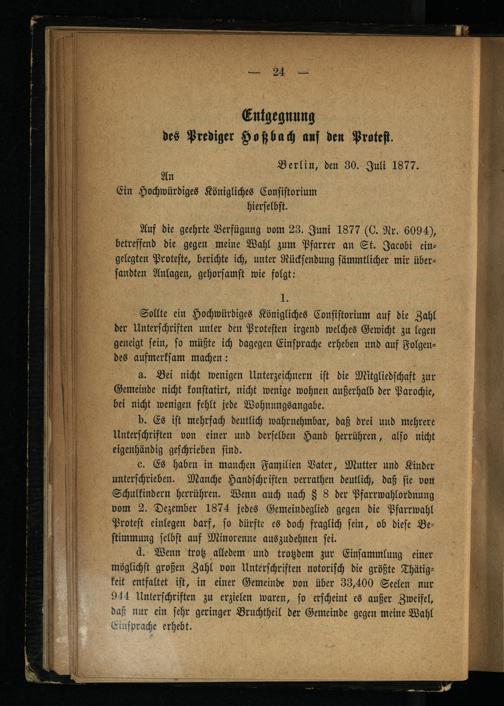 — 24 —
Entgegnung
des Prediger Hoßbach auf den Protest.
Berlin, den 30. Juli 1877.
An
Ein Hochwürdiges Königliches Consistorium
hierselbst.
Auf die geehrte Verfügung vom 23. Juni 1877 (C. Nr. 6094),
betreffend die gegen meine Wahl zum Pfarrer an St. Jacobi ein-
gelegten Proteste, berichte ich, unter Rücksendung sämmtlicher mir über-
sandten Anlagen, gehorsamst wie folgt:
1.
Sollte ein Hochwürdiges Königliches Consistorium auf die Zahl
der Unterschriften unter den Protesten irgend welches Gewicht zu legen
geneigt sein, so müßte ich dagegen Einsprache erheben und auf Folgen-
des aufmerksam machen:
a. Bei nicht wenigen Unterzeichnern ist die Mitgliedschaft zur
Gemeinde nicht konstatirt, nicht wenige wohnen außerhalb der Parochie,
bei nicht wenigen fehlt jede Wohnungsangabe.
b. Es ist mehrfach deutlich wahrnehmbar, daß drei und mehrere
Unterschriften von einer und derselben Hand herrühren, also nicht
eigenhändig geschrieben sind.
c. Es haben in manchen Familien Vater, Mutter und Kinder
unterschrieben. Manche Handschriften verrathen deutlich, daß sie von
Schulkindern herrühren. Wenn auch nach § 8 der Pfarrwahlordnung
vom 2. Dezember 1874 jedes Gemeindeglied gegen die Pfarrwahl
Protest einlegen darf, so dürfte es doch fraglich sein, ob diese Be-
stimmung selbst auf Minorenne auszudehnen sei.
d. Wenn trotz alledem und trotzdem zur Einsammlung einer
möglichst großen Zahl von Unterschriften notorisch die größte Thätig-
keit entfaltet ist, in einer Gemeinde von über 33,400 Seelen nur
944 Unterschriften zu erzielen waren, so erscheint es außer Zweifel,
daß nur ein sehr geringer Bruchtheil der Gemeinde gegen meine Wahl
Einsprache erhebt.